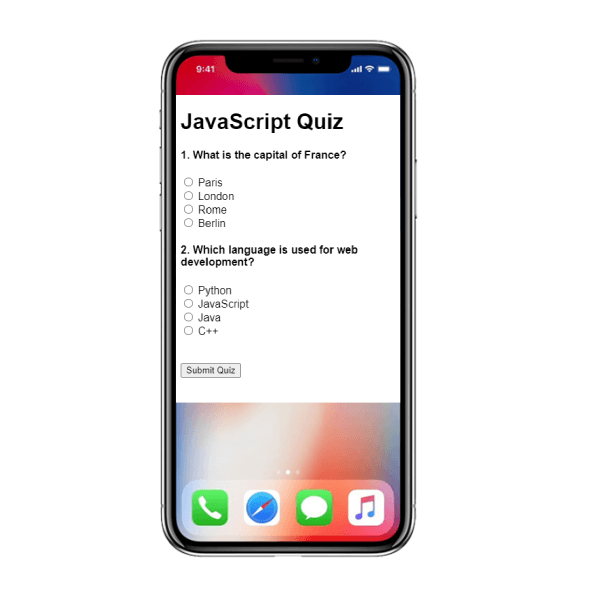 9:41
JavaScript Quiz
1. What is the capital of France?
Paris
London
Rome
Berlin
2. Which language is used for web
development?
Python
JavaScript
Java
C++
Submit Quiz